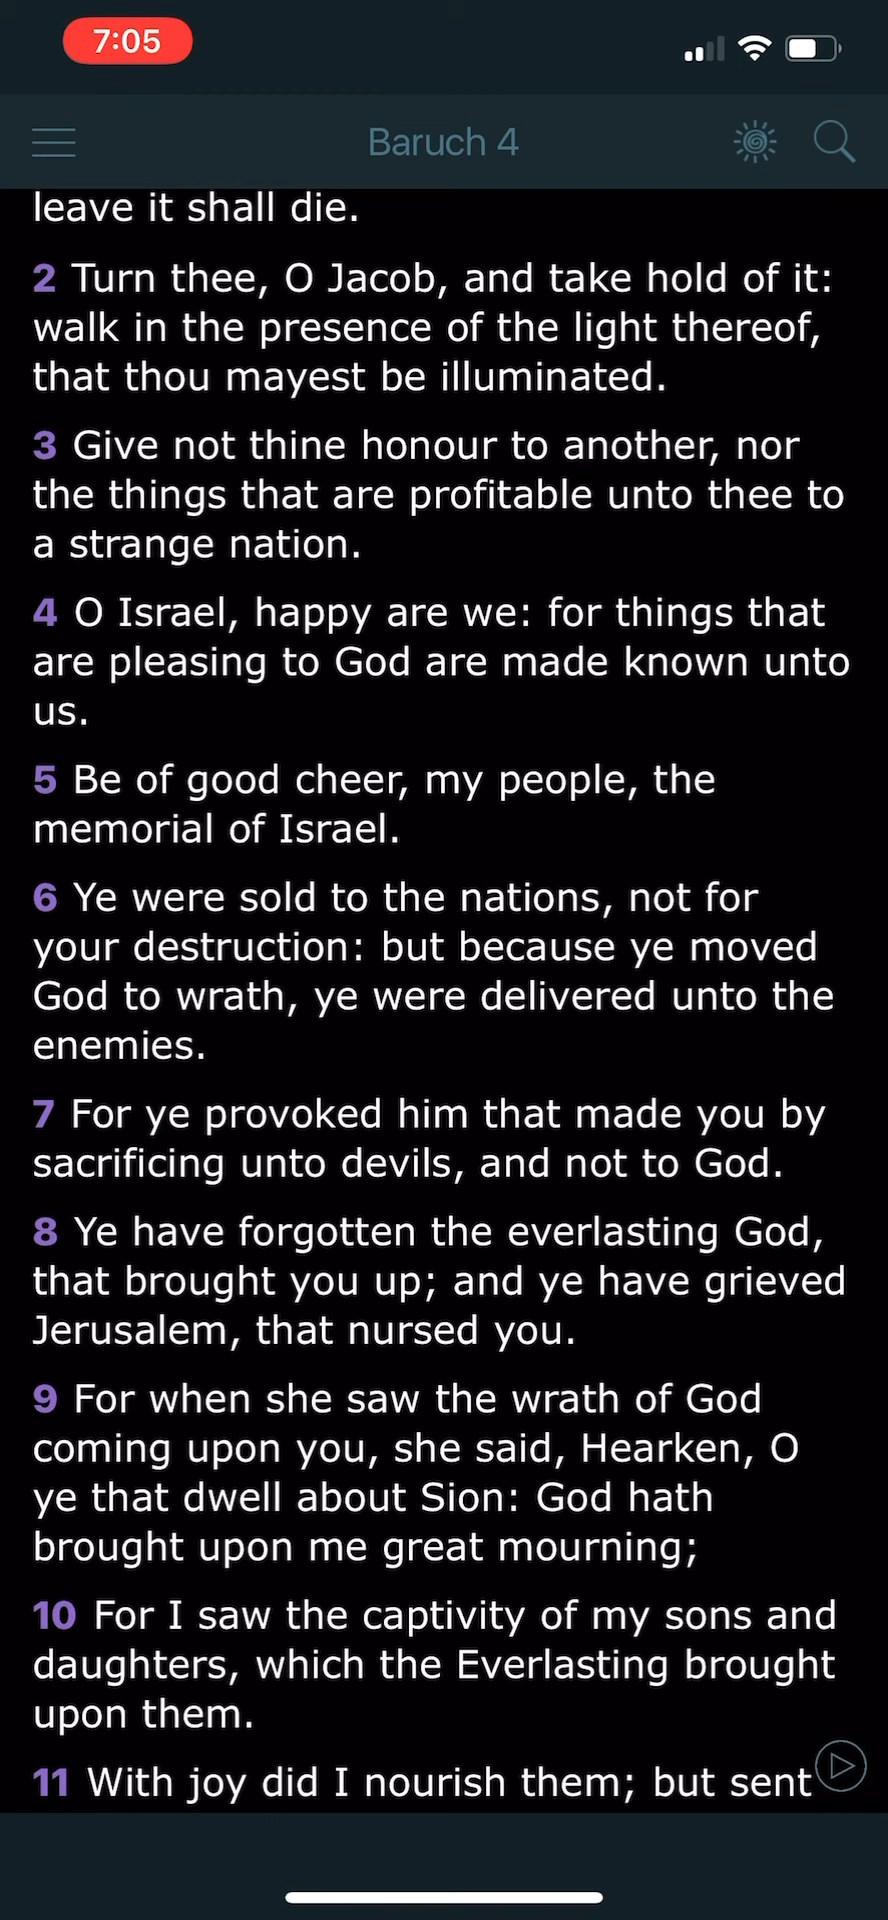 7:05
Baruch 4
leave it shall die.
2 Turn thee, O Jacob, and take hold of it:
walk in the presence of the light thereof,
that thou mayest be illuminated.
3 Give not thine honour to another, nor
the things that are profitable unto thee to
a strange nation.
4 O Israel, happy are we: for things that
are pleasing to God are made known unto
us.
5 Be of good cheer, my people, the
memorial of Israel.
6 Ye were sold to the nations, not for
your destruction: but because ye moved
God to wrath, ye were delivered unto the
enemies.
7 For ye provoked him that made you by
sacrificing unto devils, and not to God.
8 Ye have forgotten the everlasting God,
that brought you up; and ye have grieved
Jerusalem, that nursed you.
9 For when she saw the wrath of God
coming upon you, she said, Hearken, O
ye that dwell about Sion: God hath
brought upon me great mourning;
10 For I saw the captivity of my sons and
daughters, which the Everlasting brought
upon them.
11 With joy did I nourish them; but sent